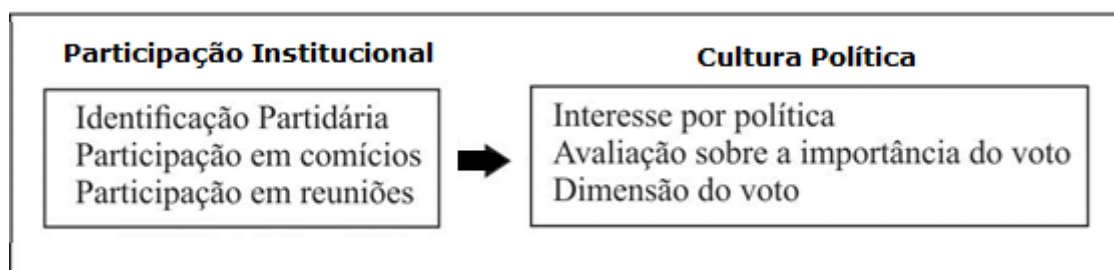 Participação Institucional
Identificação Partidária
Participação em comícios
Participação em reuniões
Cultura Política
Interesse por política
Avaliação sobre a importância do voto
Dimensão do voto